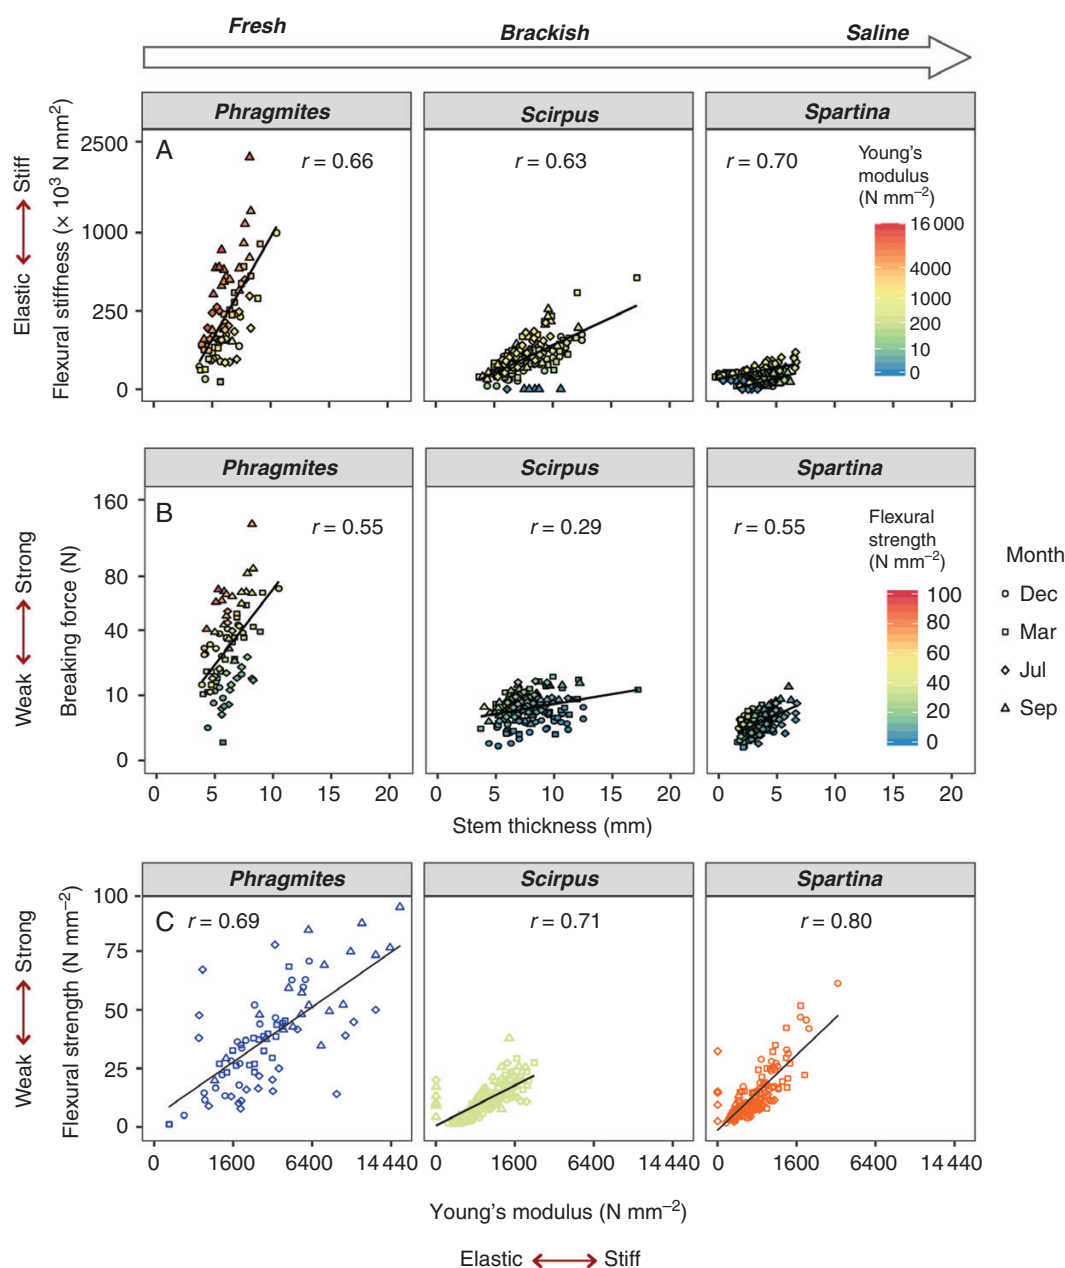 Fresh Brackish Saline
Phragmites Scirpus Spartina
A r = 0.66 r = 0.63 r = 0.70
Young's
modulus
(N mm⁻²)
16 000
4000
1000
200
10
0
2500
1000
250
0
Flexural stiffness (× 10³ N mm²)
Elastic Stiff
Phragmites Scirpus Spartina
B r = 0.55 r = 0.29 r = 0.55
Flexural
strength
(N mm⁻²)
100
80
60
40
20
0
Month
Dec
Mar
Jul
Sep
160
80
40
10
0
Breaking force (N)
Weak Strong
0 5 10 15 20 0 5 10 15 20 0 5 10 15 20
Stem thickness (mm)
Phragmites Scirpus Spartina
C r = 0.69 r = 0.71 r = 0.80
100
75
50
25
0
Flexural strength (N mm⁻²)
Weak Strong
0 1600 6400 14 440 0 1600 6400 14 440 0 1600 6400 14 440
Young's modulus (N mm⁻²)
Elastic Stiff